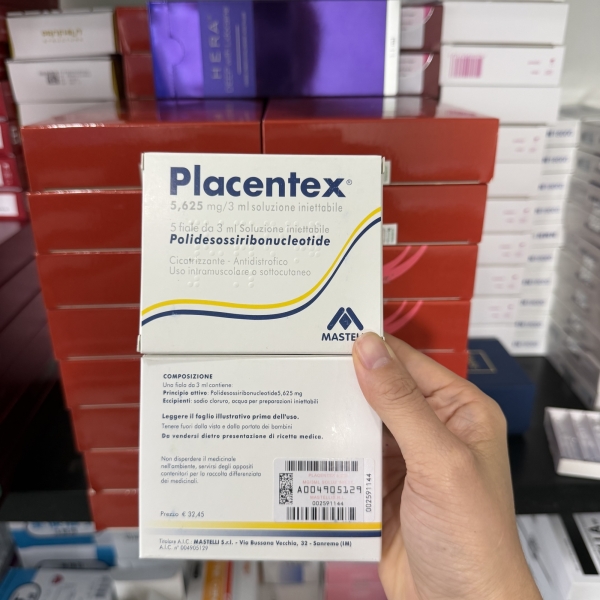 HERA
Placentex®
5,625 mg/3 ml soluzione iniettabile
5 fiale da 3 ml Soluzione iniettabile
Polidesossiribonucleotide
Cicatrizzante - Antidistrofico
Uso intramuscolare o sottocutaneo
MASTELLI
COMPOSIZIONE
Una fiala da 3 ml contiene:
Principio attivo: Polidesossiribonucleotide5,625 mg
Eccipienti: sodio cloruro, acqua per preparazioni iniettabili
Leggere il foglio illustrativo prima dell'uso.
Tenere fuori dalla vista e dalla portata dei bambini
Da vendersi dietro presentazione di ricetta medica.
Non disperdere il medicinale
nell'ambiente, servirsi degli appositi
contenitori per la raccolta differenziata
dei medicinali.
A004905129
002591144
002591144
Prezzo € 32,45
Titolare A.I.C. MASTELLI S.r.l. - Via Bussana Vecchia, 32 - Sanremo (IM)
A.I.C. n° 004905129